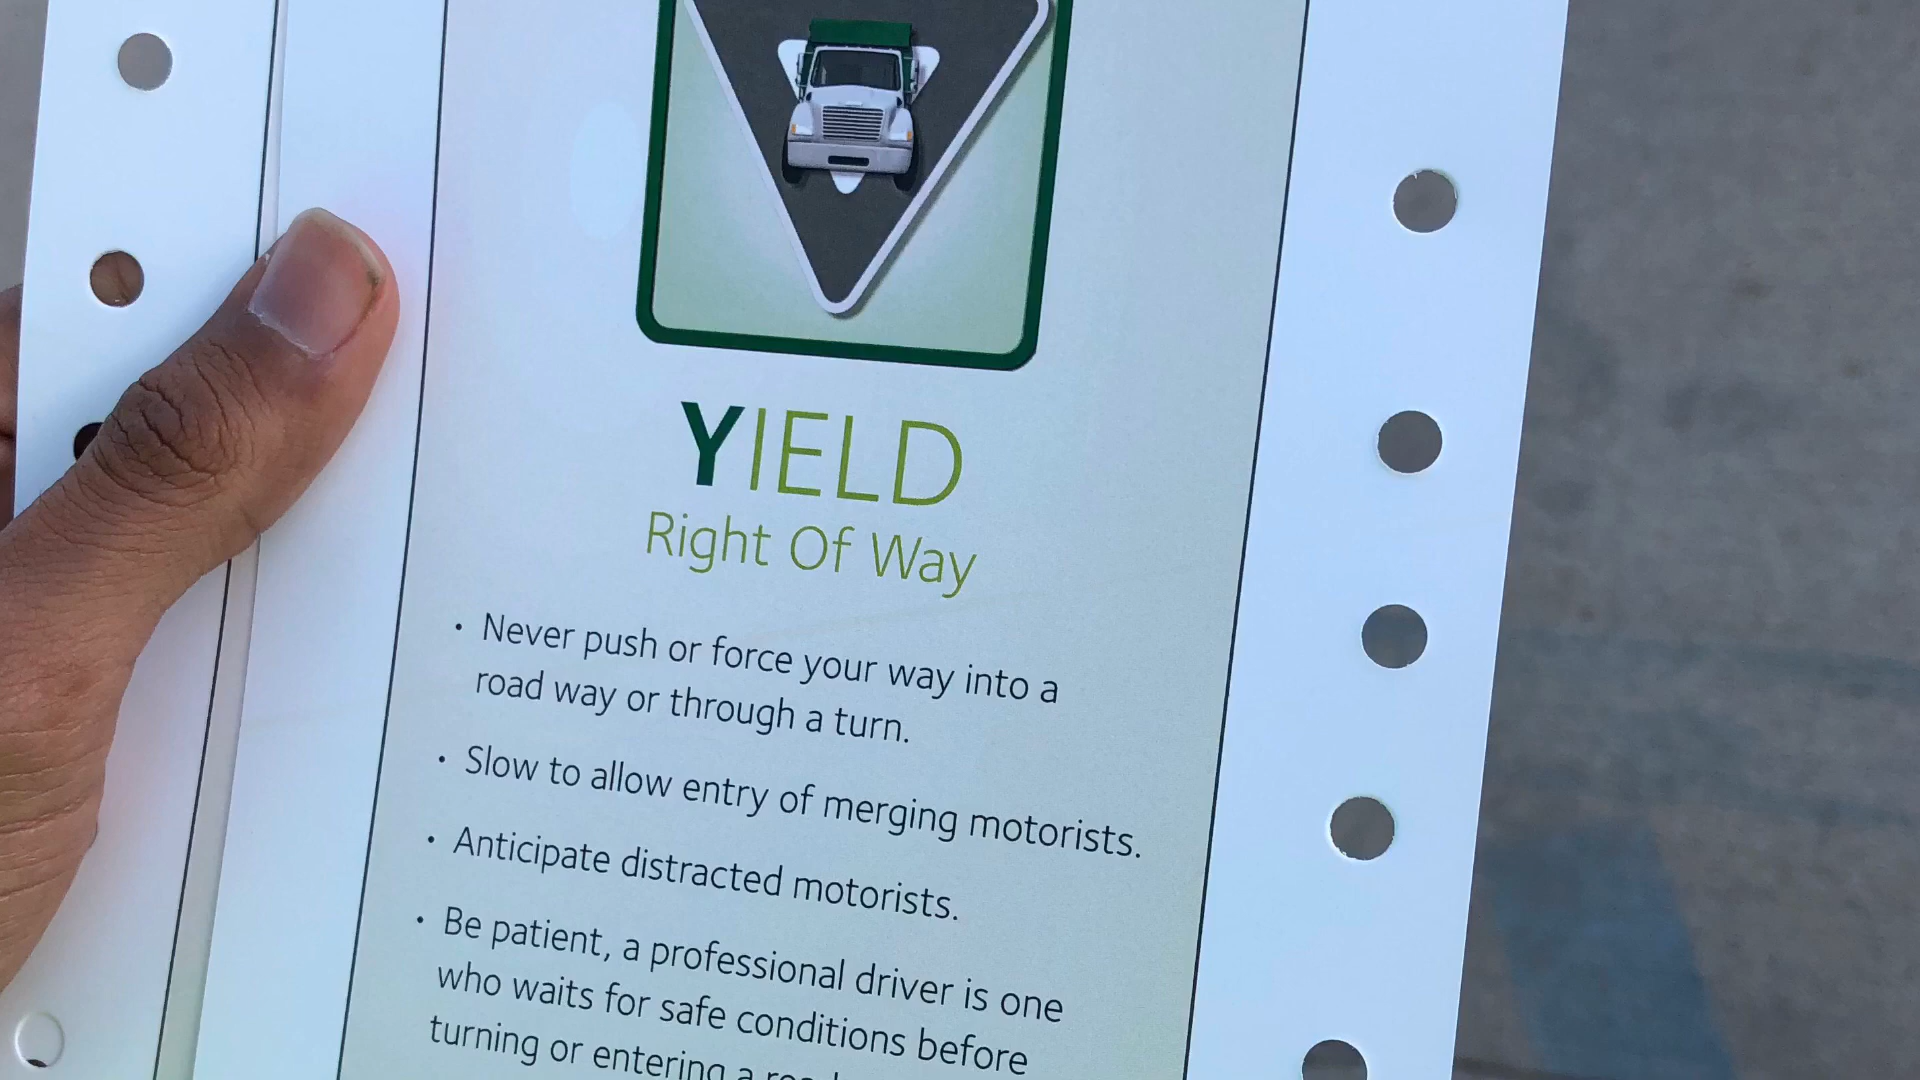 YIELD
Right Of Way
• Never push or force your way into a
road way or through a turn.
• Slow to allow entry of merging motorists.
• Anticipate distracted motorists.
• Be patient, a professional driver is one
who waits for safe conditions before
turning or entering a